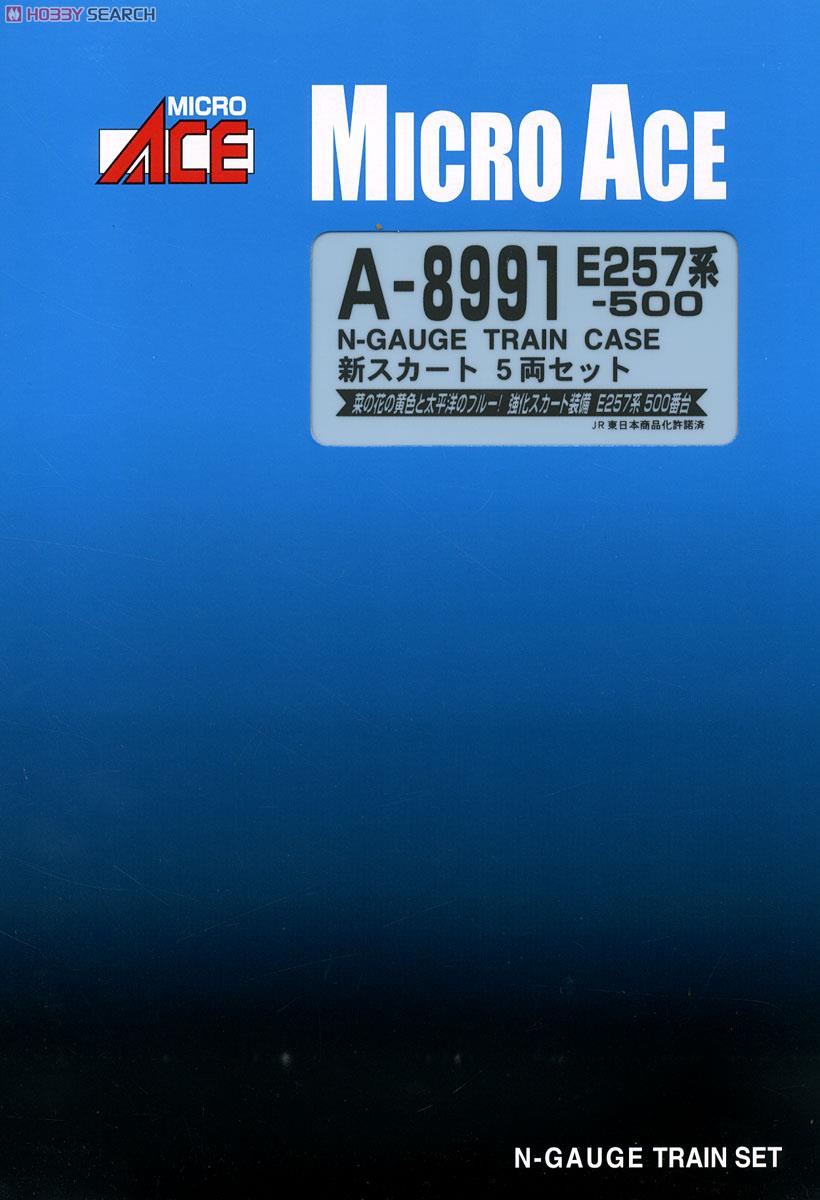 HOBBY SEARCH
MICRO
ACE
MICRO ACE
A-8991 E257系
-500
N-GAUGE TRAIN CASE
新スカート 5両セット
菜の花の黄色と太平洋のブルー! 強化スカート装備 E257系 500番台
JR東日本商品化許諾済
N-GAUGE TRAIN SET